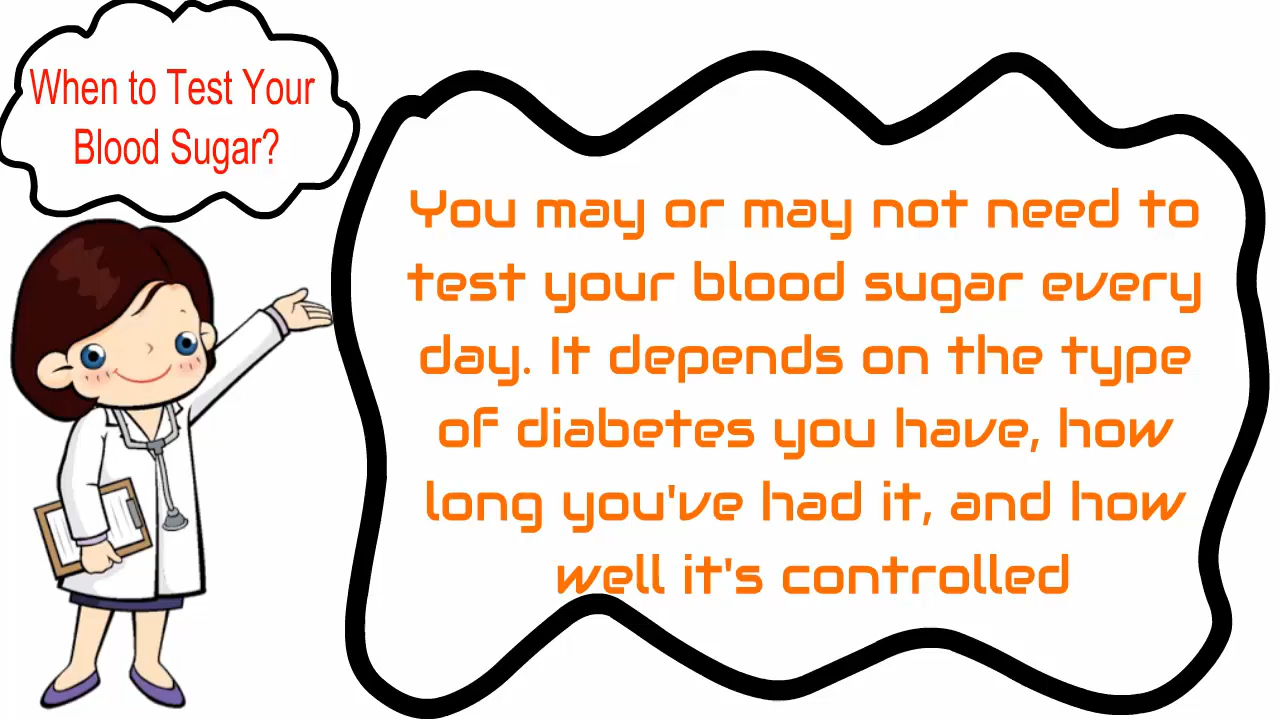 When to Test Your
Blood Sugar?
You may or may not need to
test your blood sugar every
day. It depends on the type
of diabetes you have, how
long you've had it, and how
well it's controlled